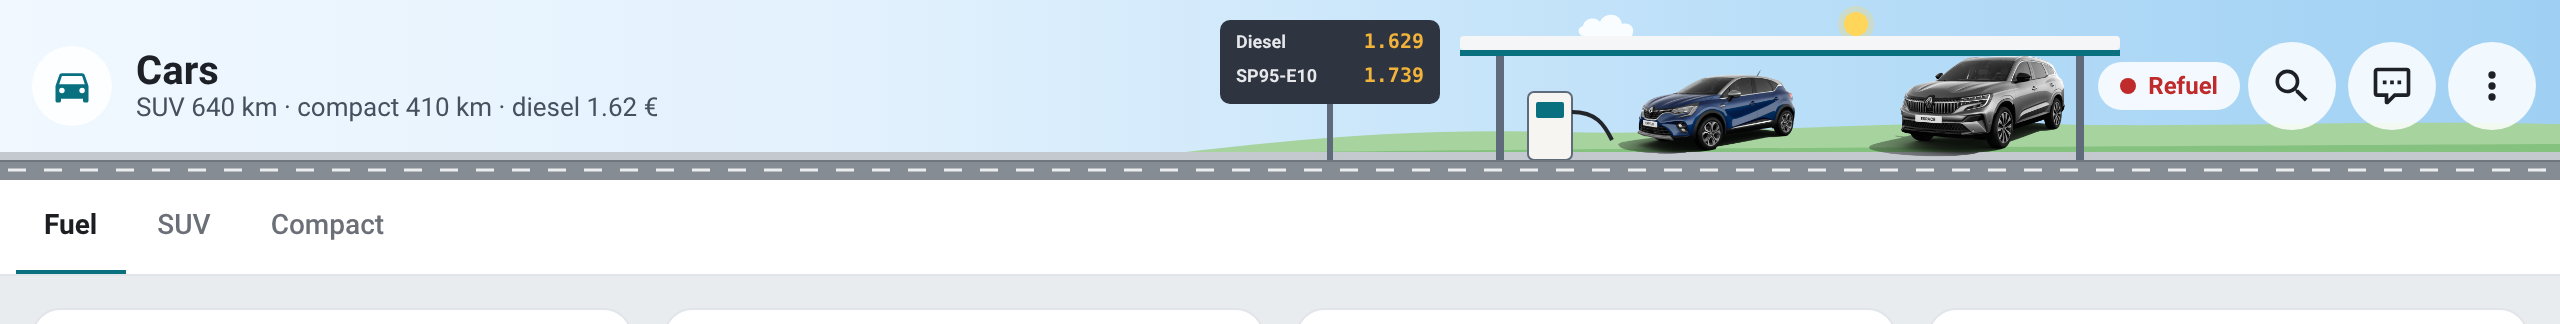 Cars
SUV 640 km · compact 410 km · diesel 1.62 €
Diesel 1.629
SP95-E10 1.739
Refuel
Fuel SUV Compact